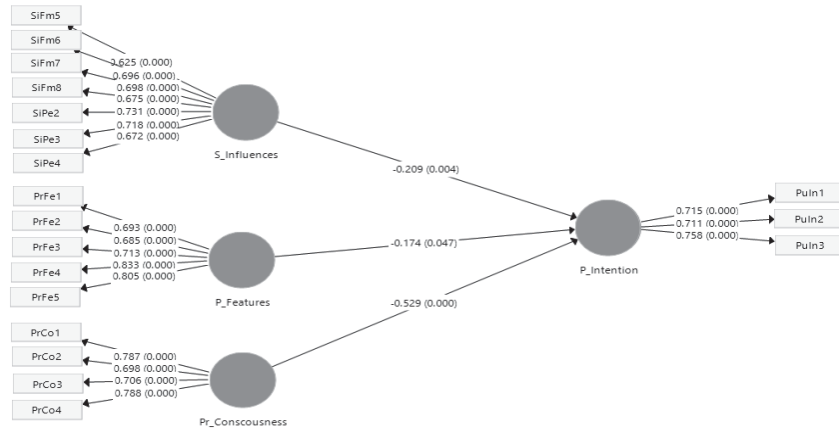 SiFm5
SiFm6
SiFm7
SiFm8
SiPe2
SiPe3
SiPe4
0.625 (0.000)
0.696 (0.000)
0.698 (0.000)
0.675 (0.000)
0.731 (0.000)
0.718 (0.000)
0.672 (0.000)
S_Influences
-0.209 (0.004)
PrFe1
PrFe2
PrFe3
PrFe4
PrFe5
0.693 (0.000)
0.685 (0.000)
0.713 (0.000)
0.833 (0.000)
0.805 (0.000)
P_Features
-0.174 (0.047)
P_Intention
0.715 (0.000)
0.711 (0.000)
0.758 (0.000)
PuIn1
PuIn2
PuIn3
-0.529 (0.000)
PrCo1
PrCo2
PrCo3
PrCo4
0.787 (0.000)
0.698 (0.000)
0.706 (0.000)
0.788 (0.000)
Pr_Conscousness